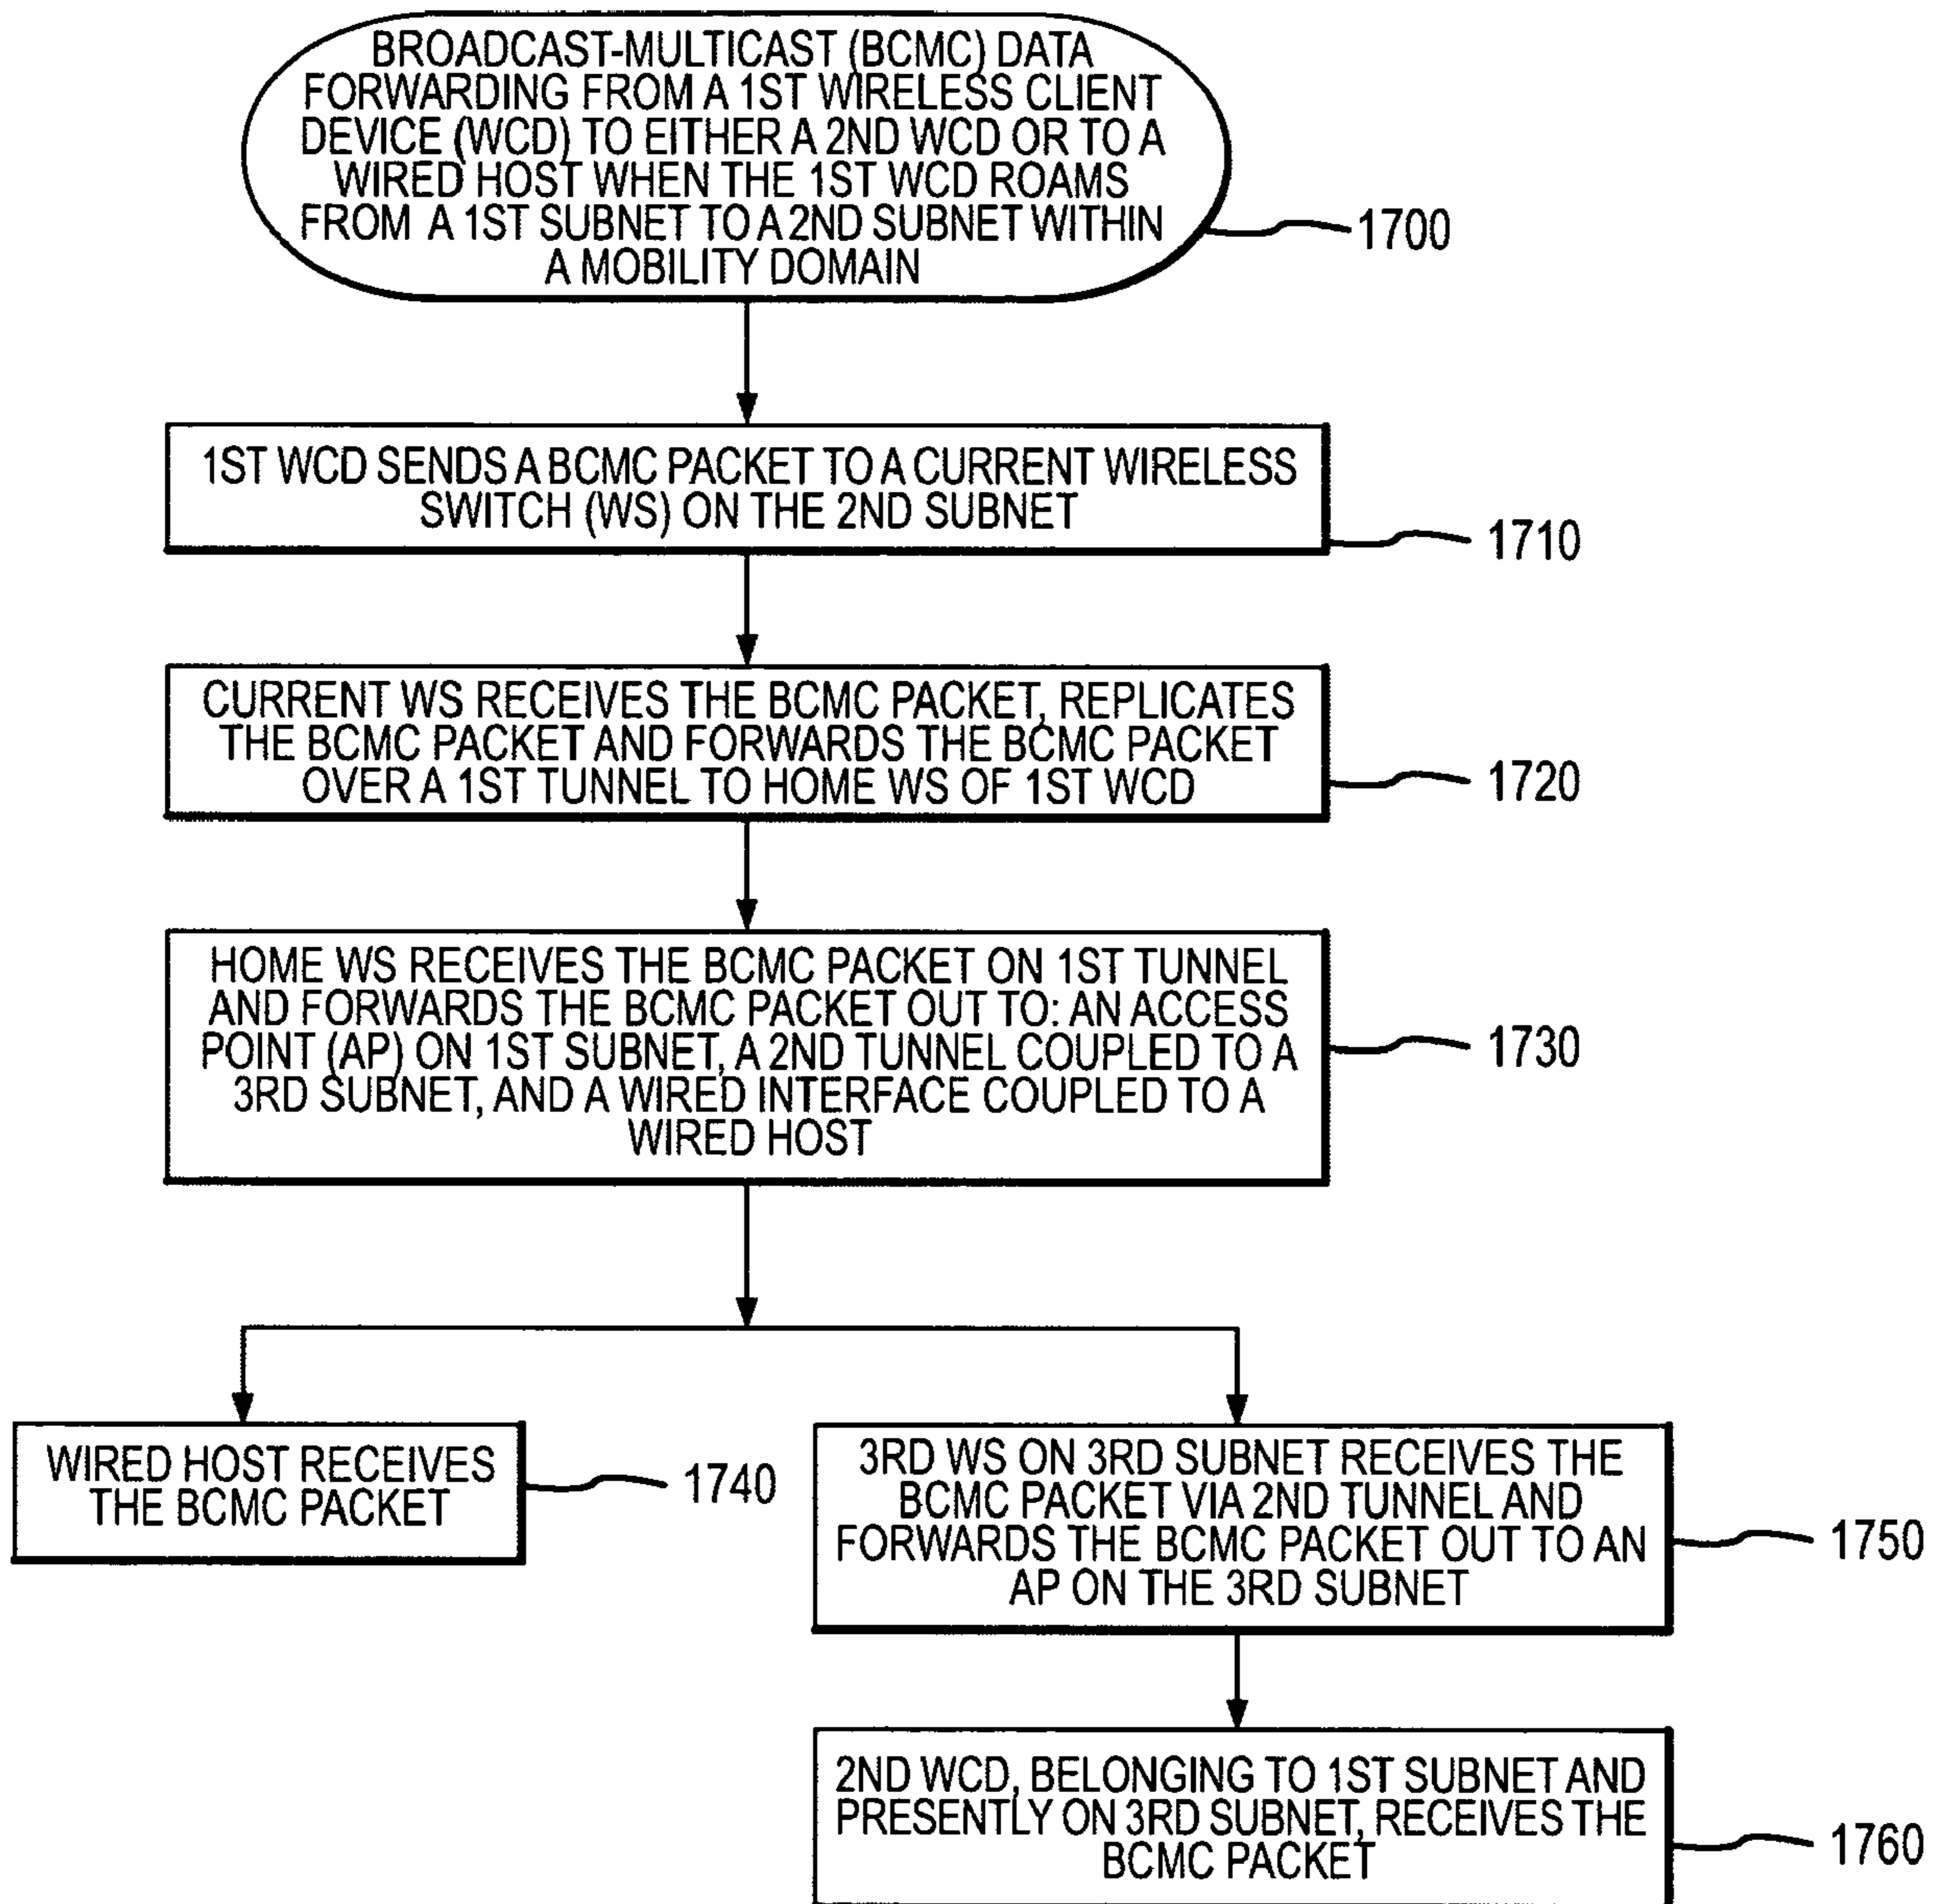 BROADCAST-MULTICAST (BCMC) DATA
FORWARDING FROM A 1ST WIRELESS CLIENT
DEVICE (WCD) TO EITHER A 2ND WCD OR TO A
WIRED HOST WHEN THE 1ST WCD ROAMS
FROM A 1ST SUBNET TO A 2ND SUBNET WITHIN
A MOBILITY DOMAIN
1700
1ST WCD SENDS A BCMC PACKET TO A CURRENT WIRELESS
SWITCH (WS) ON THE 2ND SUBNET
1710
CURRENT WS RECEIVES THE BCMC PACKET, REPLICATES
THE BCMC PACKET AND FORWARDS THE BCMC PACKET
OVER A 1ST TUNNEL TO HOME WS OF 1ST WCD
1720
HOME WS RECEIVES THE BCMC PACKET ON 1ST TUNNEL
AND FORWARDS THE BCMC PACKET OUT TO: AN ACCESS
POINT (AP) ON 1ST SUBNET, A 2ND TUNNEL COUPLED TO A
3RD SUBNET, AND A WIRED INTERFACE COUPLED TO A
WIRED HOST
1730
WIRED HOST RECEIVES
THE BCMC PACKET
1740
3RD WS ON 3RD SUBNET RECEIVES THE
BCMC PACKET VIA 2ND TUNNEL AND
FORWARDS THE BCMC PACKET OUT TO AN
AP ON THE 3RD SUBNET
1750
2ND WCD, BELONGING TO 1ST SUBNET AND
PRESENTLY ON 3RD SUBNET, RECEIVES THE
BCMC PACKET
1760